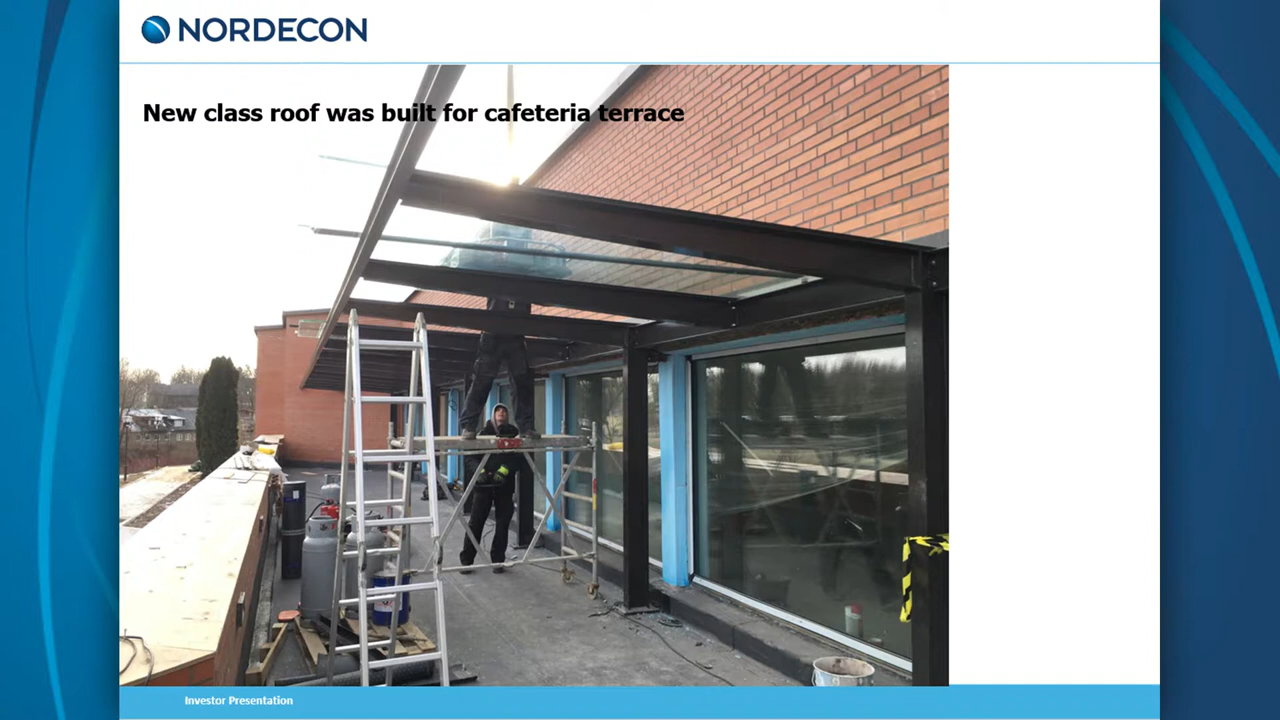 NORDECON
New class roof was built for cafeteria terrace
Investor Presentation